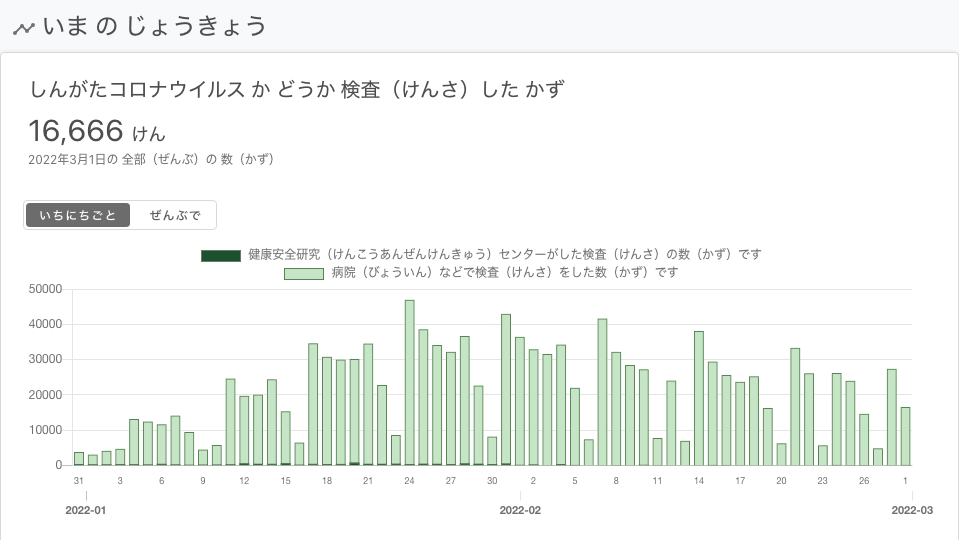 いま の じょうきょう
しんがたコロナウイルス か どうか 検査（けんさ）した かず
16,666 けん
2022年3月1日の 全部（ぜんぶ）の 数（かず）
いちにちごと ぜんぶで
健康安全研究（けんこうあんぜんけんきゅう）センターがした検査（けんさ）の数（かず）です
病院（びょういん）などで検査（けんさ）をした数（かず）です
50000
40000
30000
20000
10000
0
31 3 6 9 12 15 18 21 24 27 30 2 5 8 11 14 17 20 23 26 1
2022-01 2022-02 2022-03